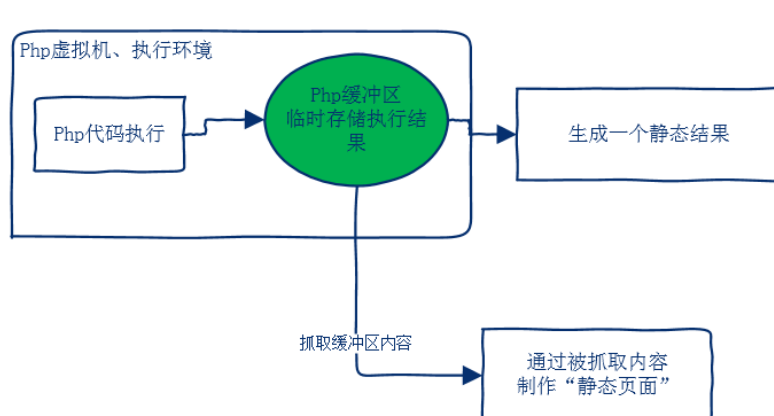 Php虚拟机、执行环境
Php代码执行
Php缓冲区
临时存储执行结
果
生成一个静态结果
抓取缓冲区内容
通过被抓取内容
制作“静态页面”